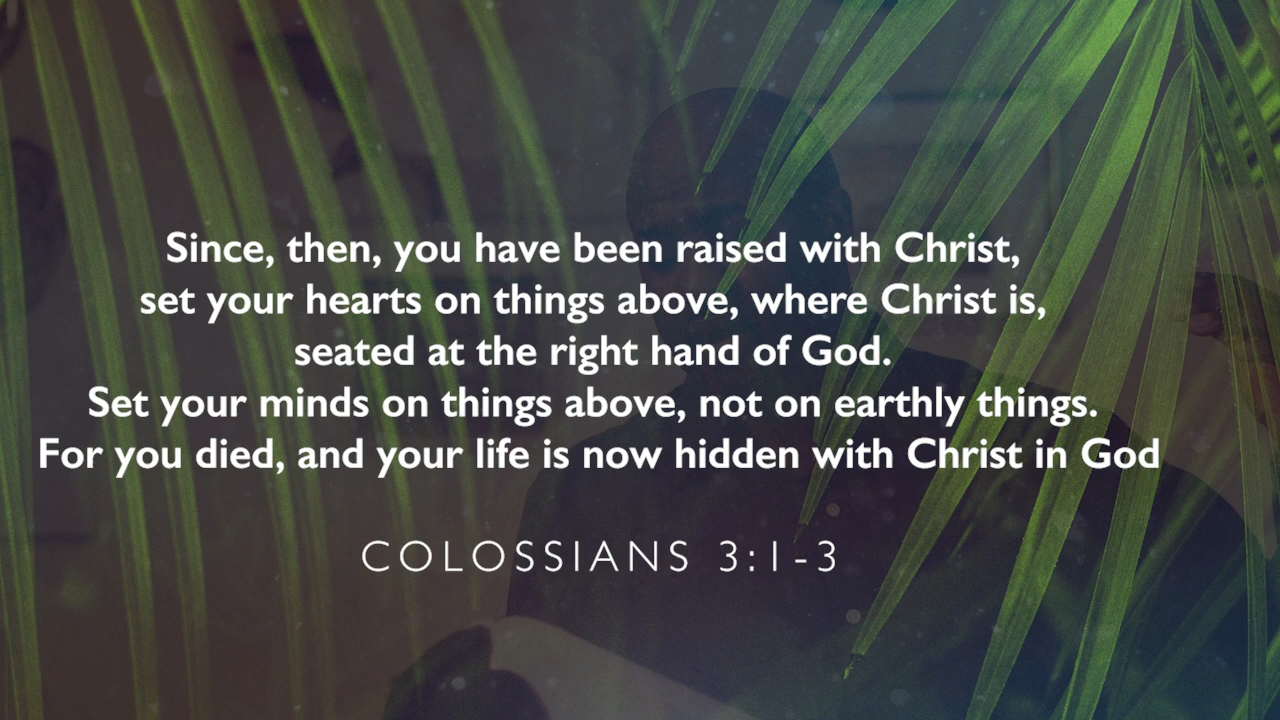 Since, then, you have been raised with Christ,
set your hearts on things above, where Christ is,
seated at the right hand of God.
Set your minds on things above, not on earthly things.
For you died, and your life is now hidden with Christ in God
COLOSSIANS 3:1-3